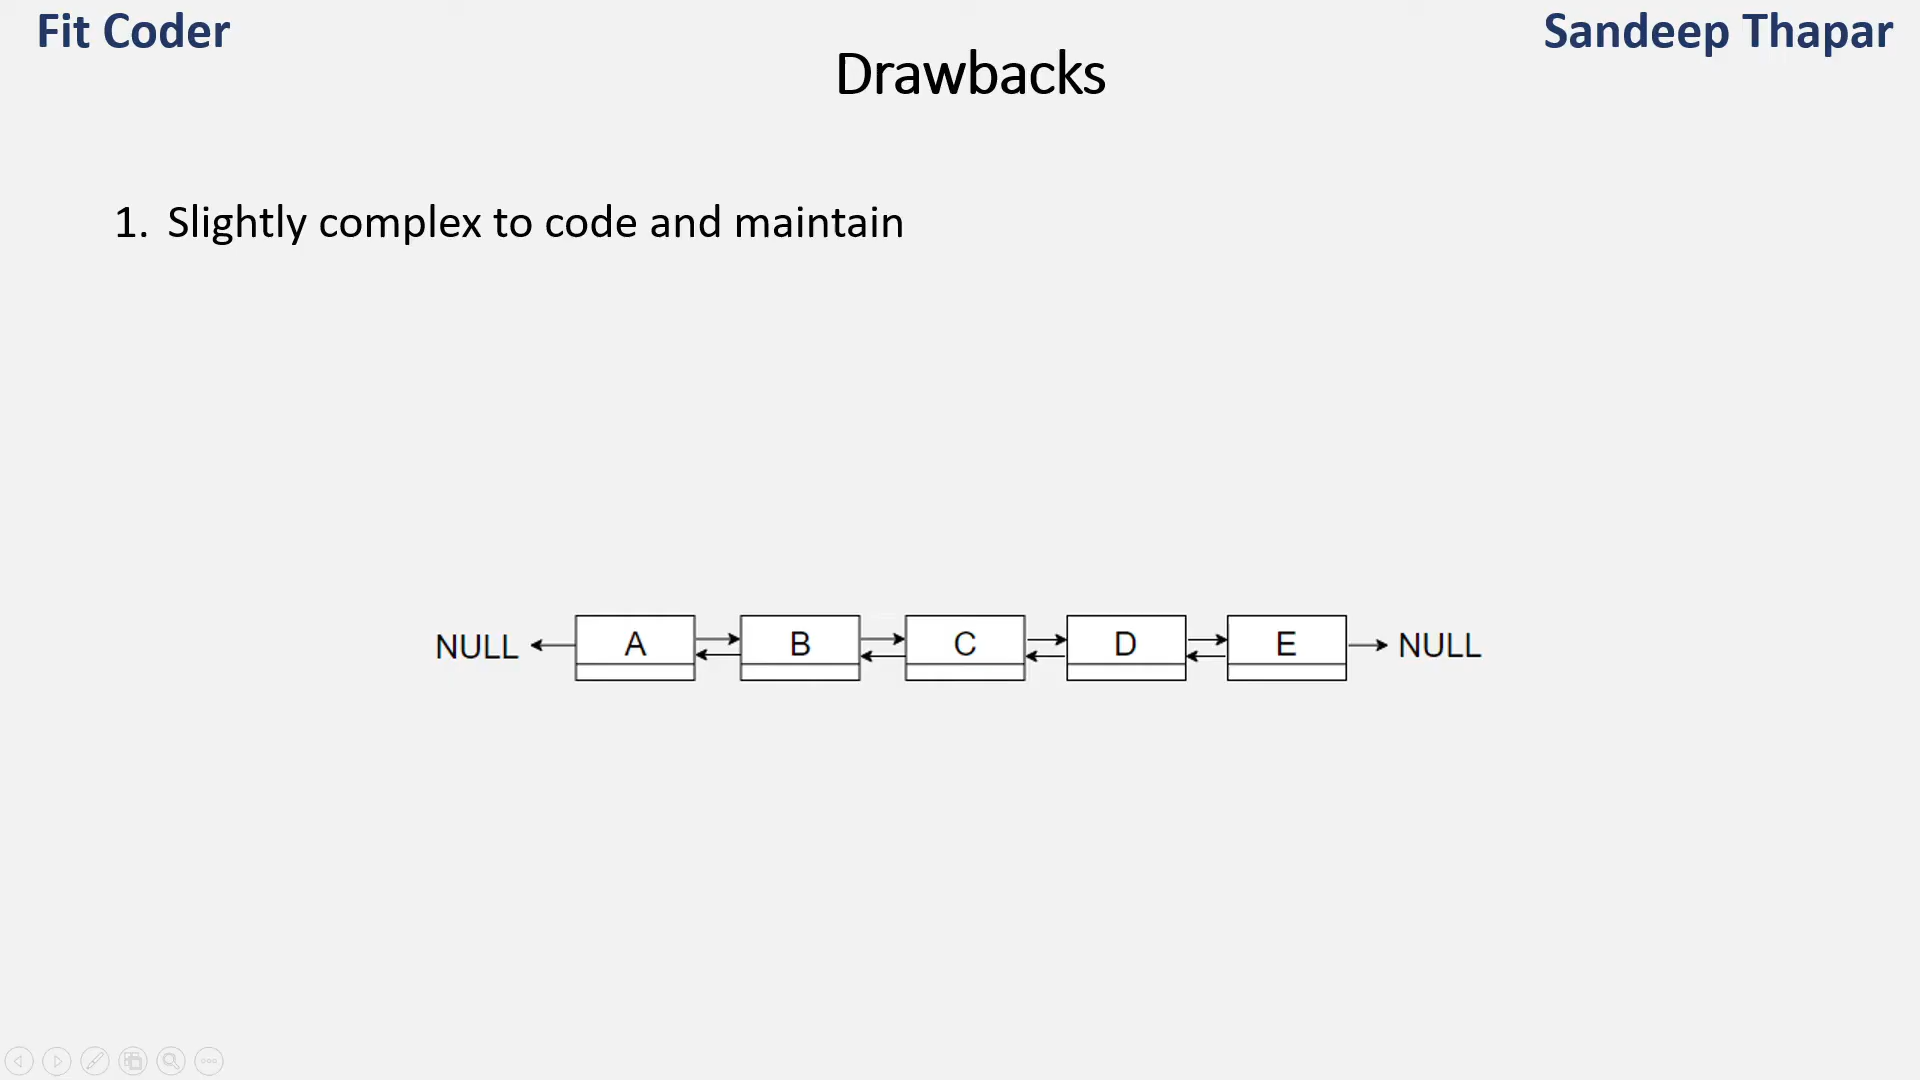 Fit Coder
Sandeep Thapar
Drawbacks
1. Slightly complex to code and maintain
NULL A B C D E NULL